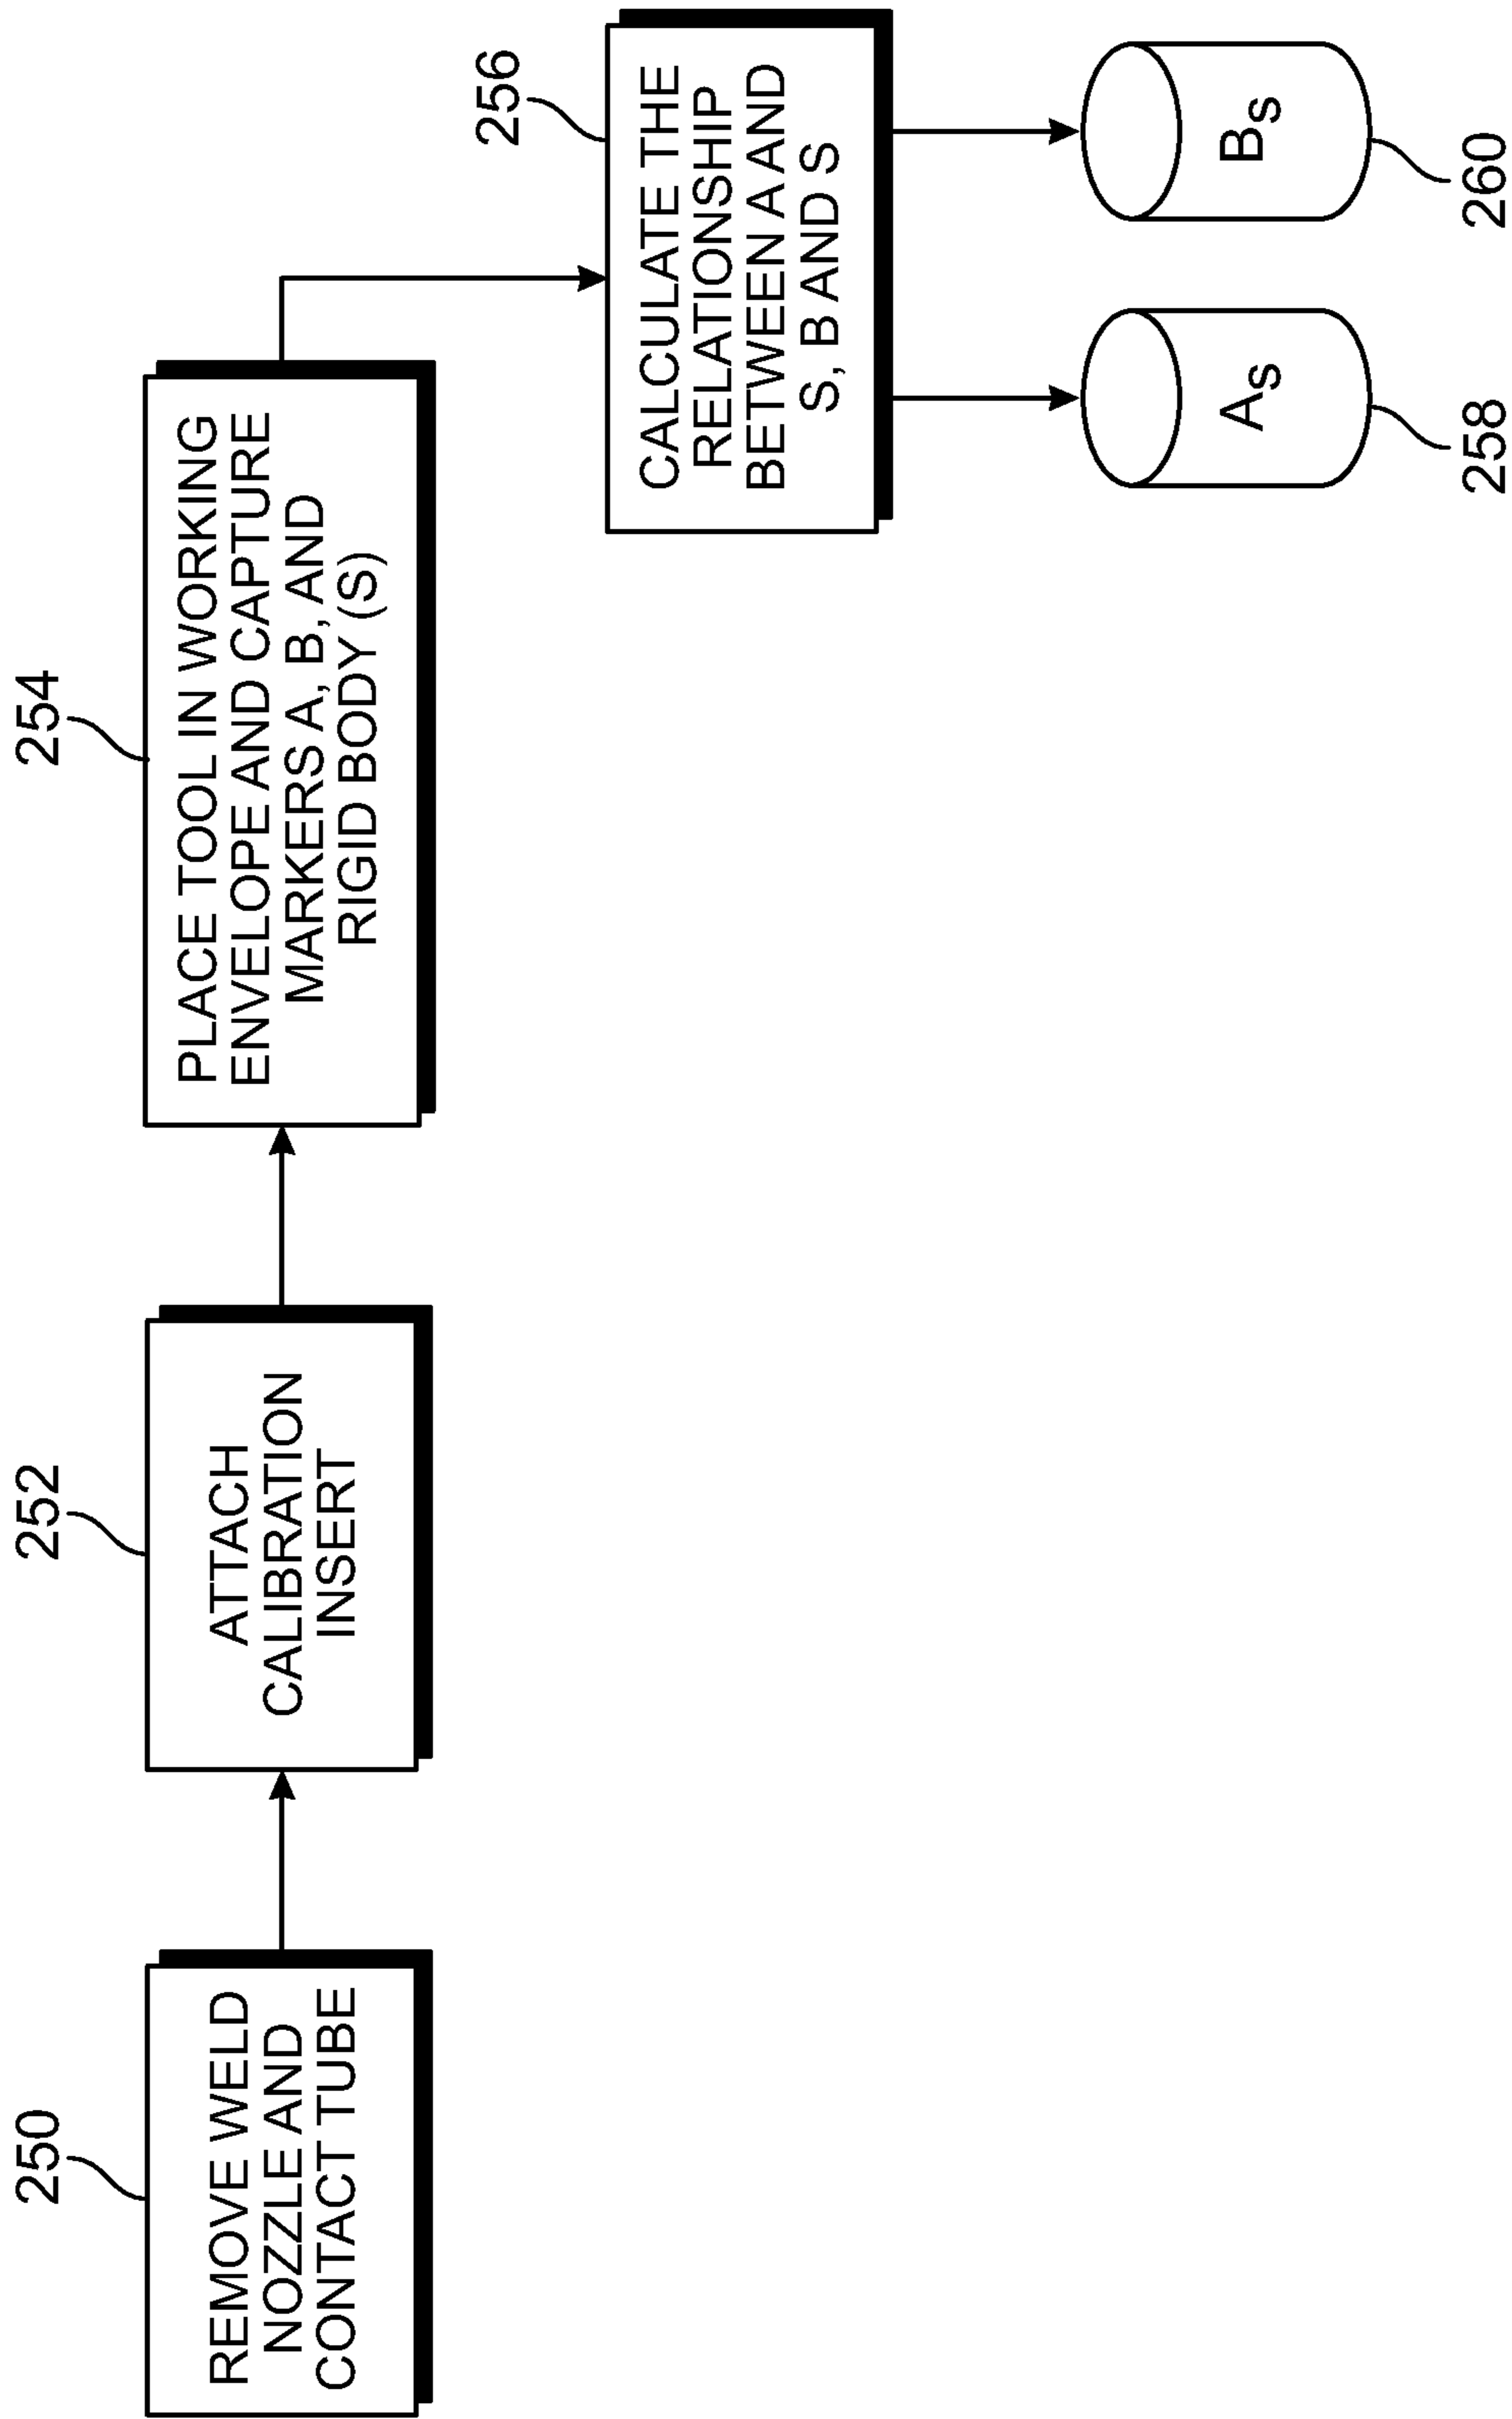 250
REMOVE WELD
NOZZLE AND
CONTACT TUBE
252
ATTACH
CALIBRATION
INSERT
254
PLACE TOOL IN WORKING
ENVELOPE AND CAPTURE
MARKERS A, B, AND
RIGID BODY (S)
256
CALCULATE THE
RELATIONSHIP
BETWEEN A AND
S, B AND S
As
258
Bs
260